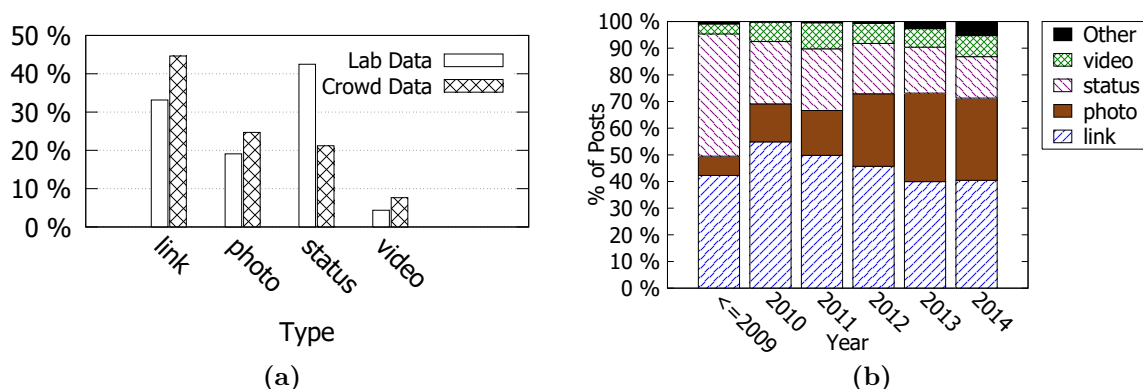 50 %
40 %
30 %
20 %
10 %
0 %
Lab Data
Crowd Data
link
photo
status
video
Type
(a)
100 %
90 %
80 %
70 %
60 %
50 %
40 %
30 %
20 %
10 %
0 %
% of Posts
<=2009
2010
2011
2012
2013
2014
Year
Other
video
status
photo
link
(b)